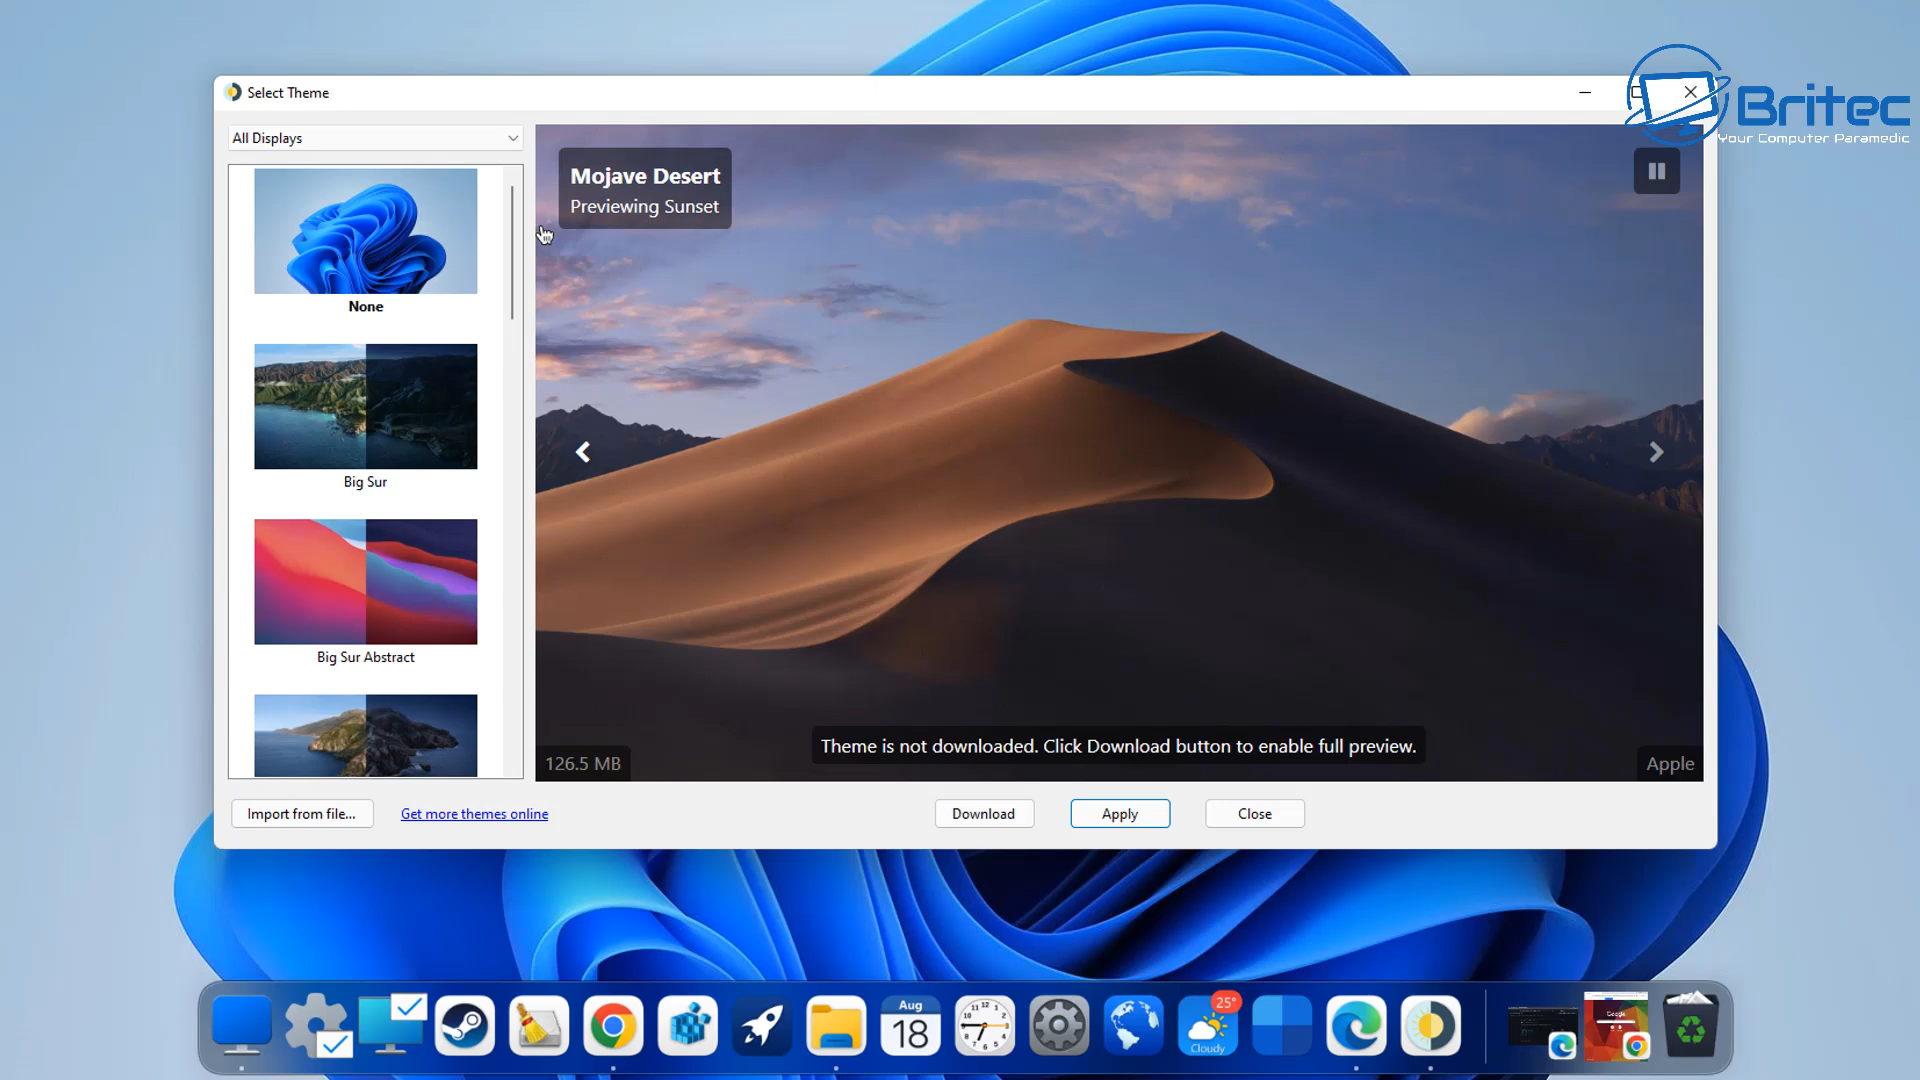 Select Theme
Britec
Your Computer Paramedic
All Displays
Mojave Desert
Previewing Sunset
None
Big Sur
Big Sur Abstract
Theme is not downloaded. Click Download button to enable full preview.
126.5 MB
Apple
Import from file...
Get more themes online
Download
Apply
Close
Aug
18
25°
Cloudy
Google